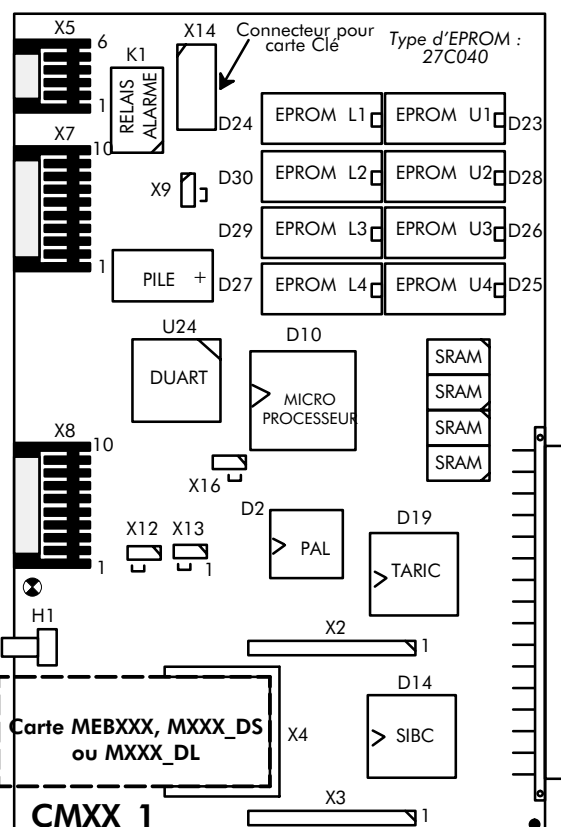 X5
6
1
K1
RELAIS
ALARME
X14
Connecteur pour
carte Clé
Type d'EPROM :
27C040
X7
10
1
X9
D24
EPROM L1
EPROM U1
D23
D30
EPROM L2
EPROM U2
D28
D29
EPROM L3
EPROM U3
D26
D27
EPROM L4
EPROM U4
D25
PILE +
U24
DUART
D10
MICRO
PROCESSEUR
SRAM
SRAM
SRAM
SRAM
X8
10
1
X16
X12
X13
1
D2
PAL
D19
TARIC
H1
X2
1
Carte MEBXXX, MXXX_DS
ou MXXX_DL
X4
D14
SIBC
X3
1
CMXX_1